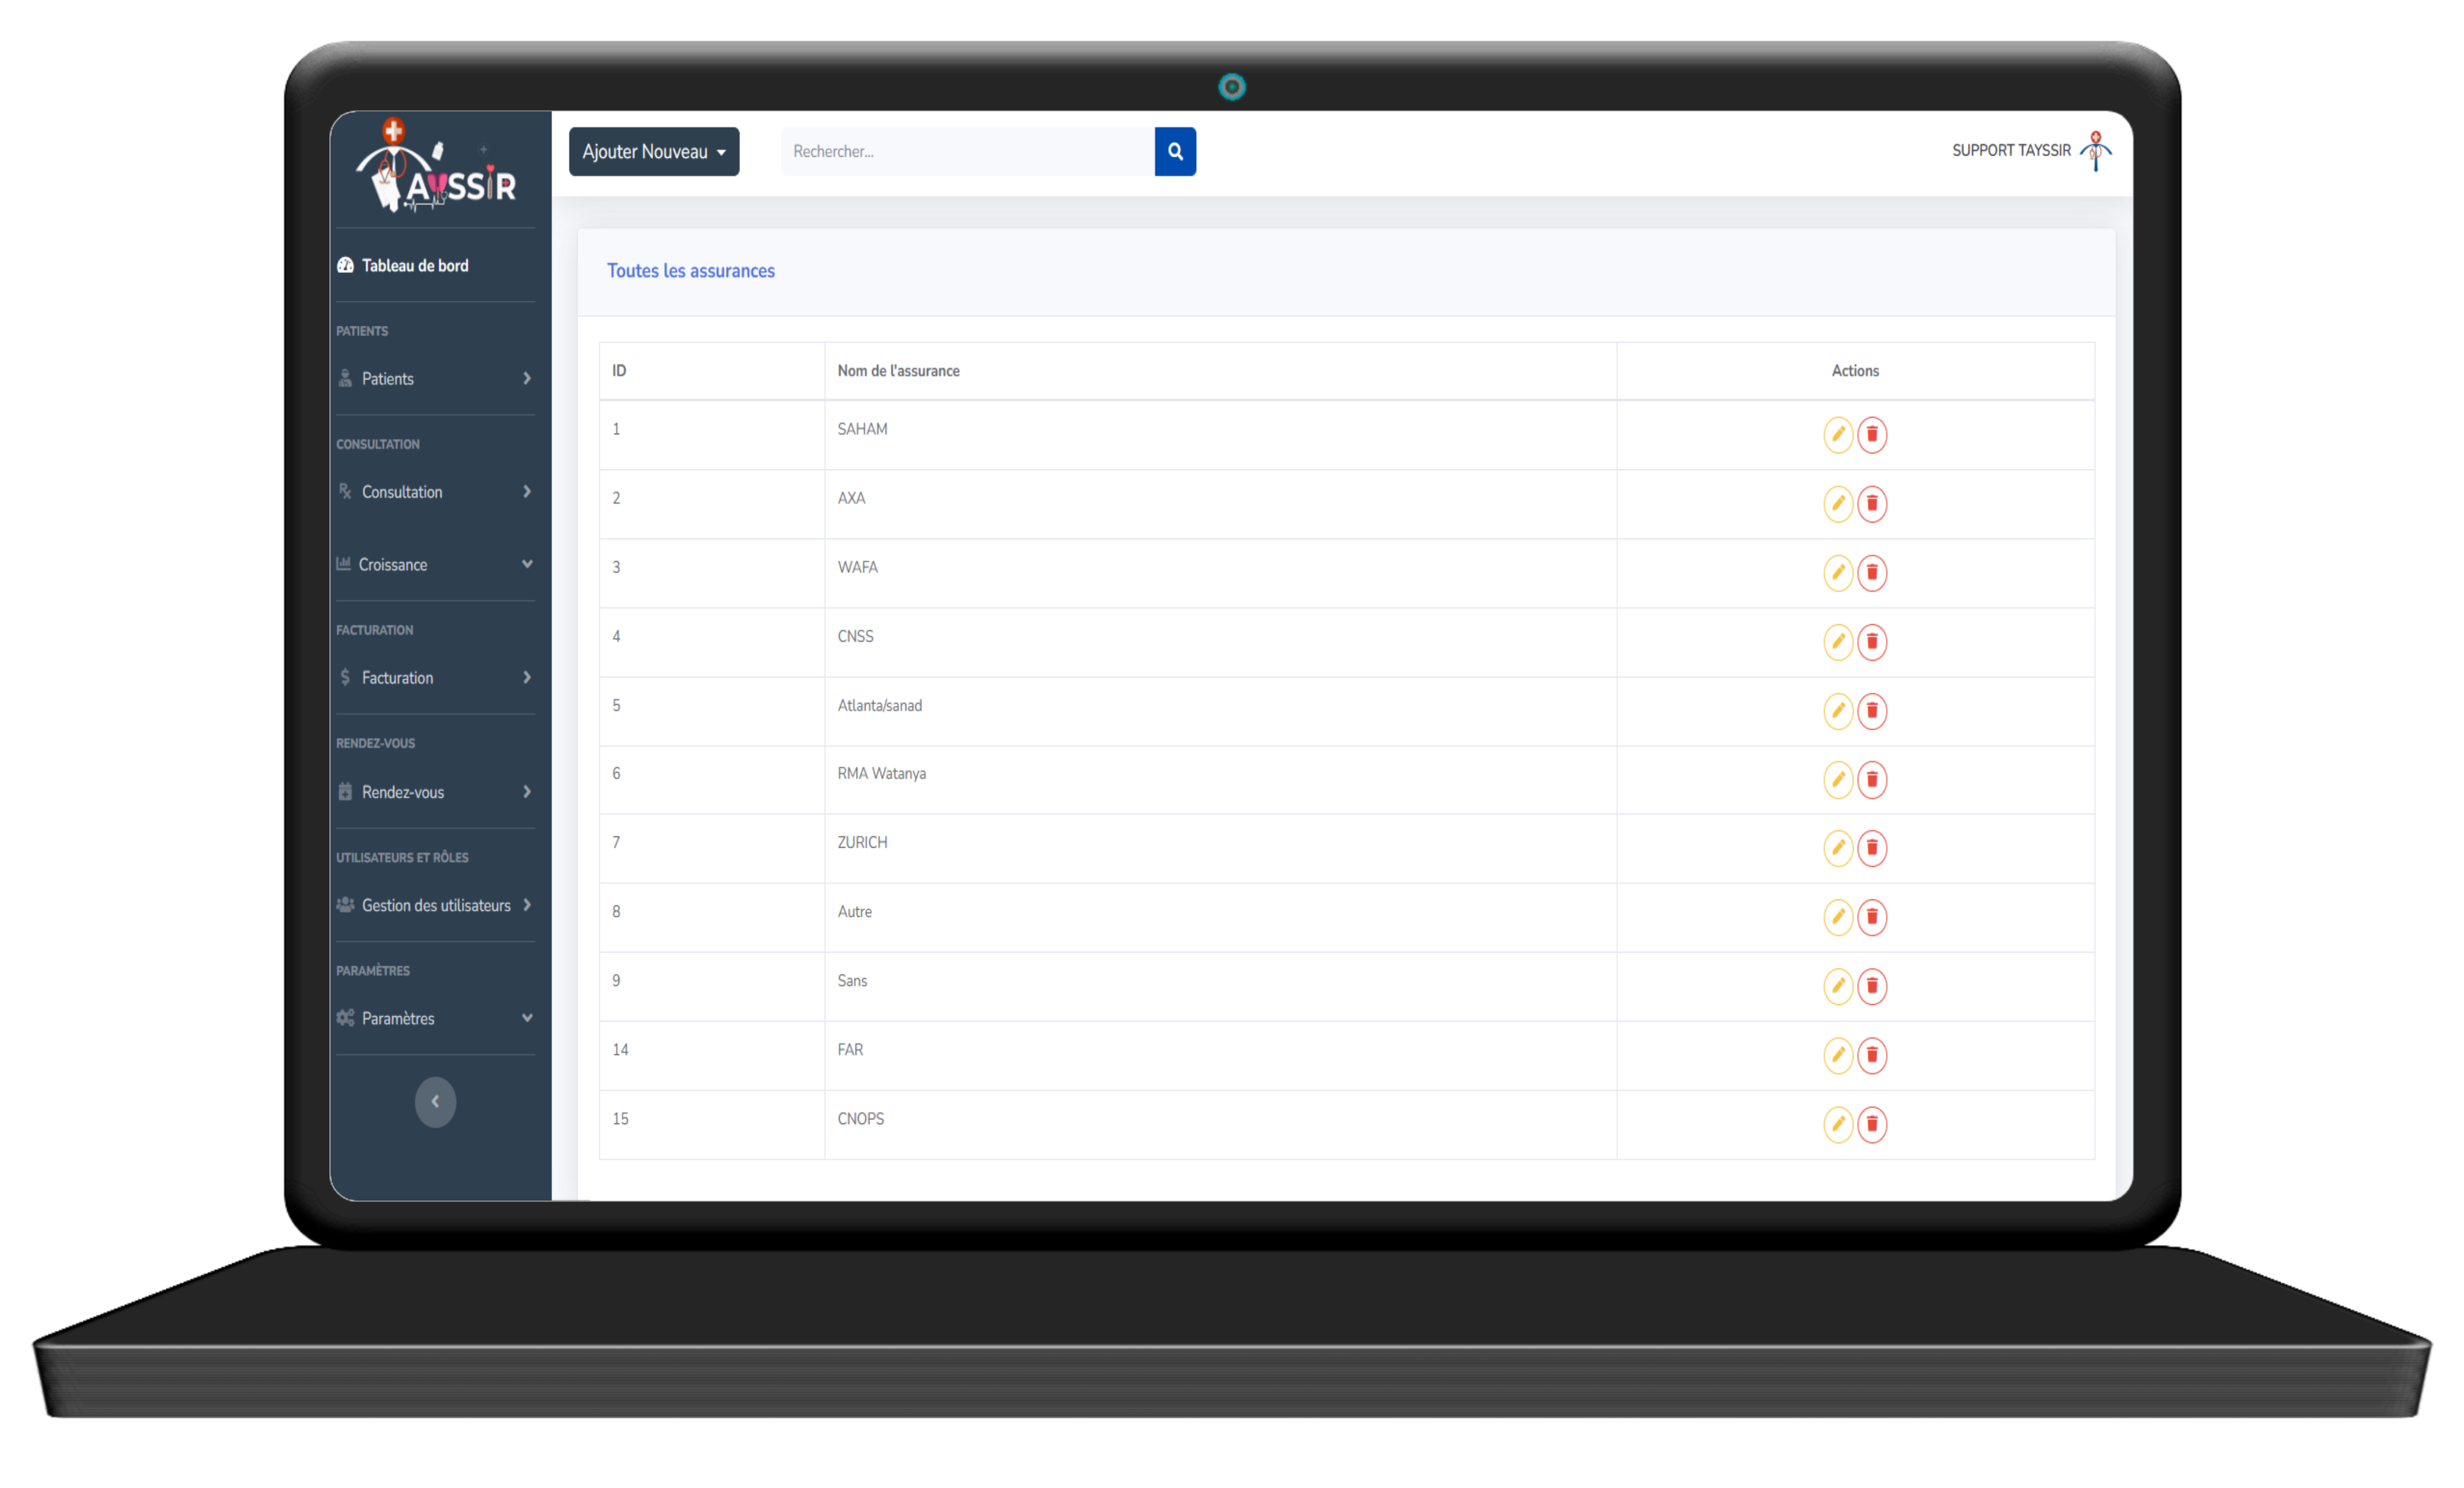 TAYSSIR
Tableau de bord
PATIENTS
Patients
CONSULTATION
Consultation
Croissance
FACTURATION
Facturation
RENDEZ-VOUS
Rendez-vous
UTILISATEURS ET RÔLES
Gestion des utilisateurs
PARAMÈTRES
Paramètres
Ajouter Nouveau
Rechercher...
SUPPORT TAYSSIR
Toutes les assurances
ID Nom de l'assurance Actions
1 SAHAM
2 AXA
3 WAFA
4 CNSS
5 Atlanta/sanad
6 RMA Watanya
7 ZURICH
8 Autre
9 Sans
14 FAR
15 CNOPS